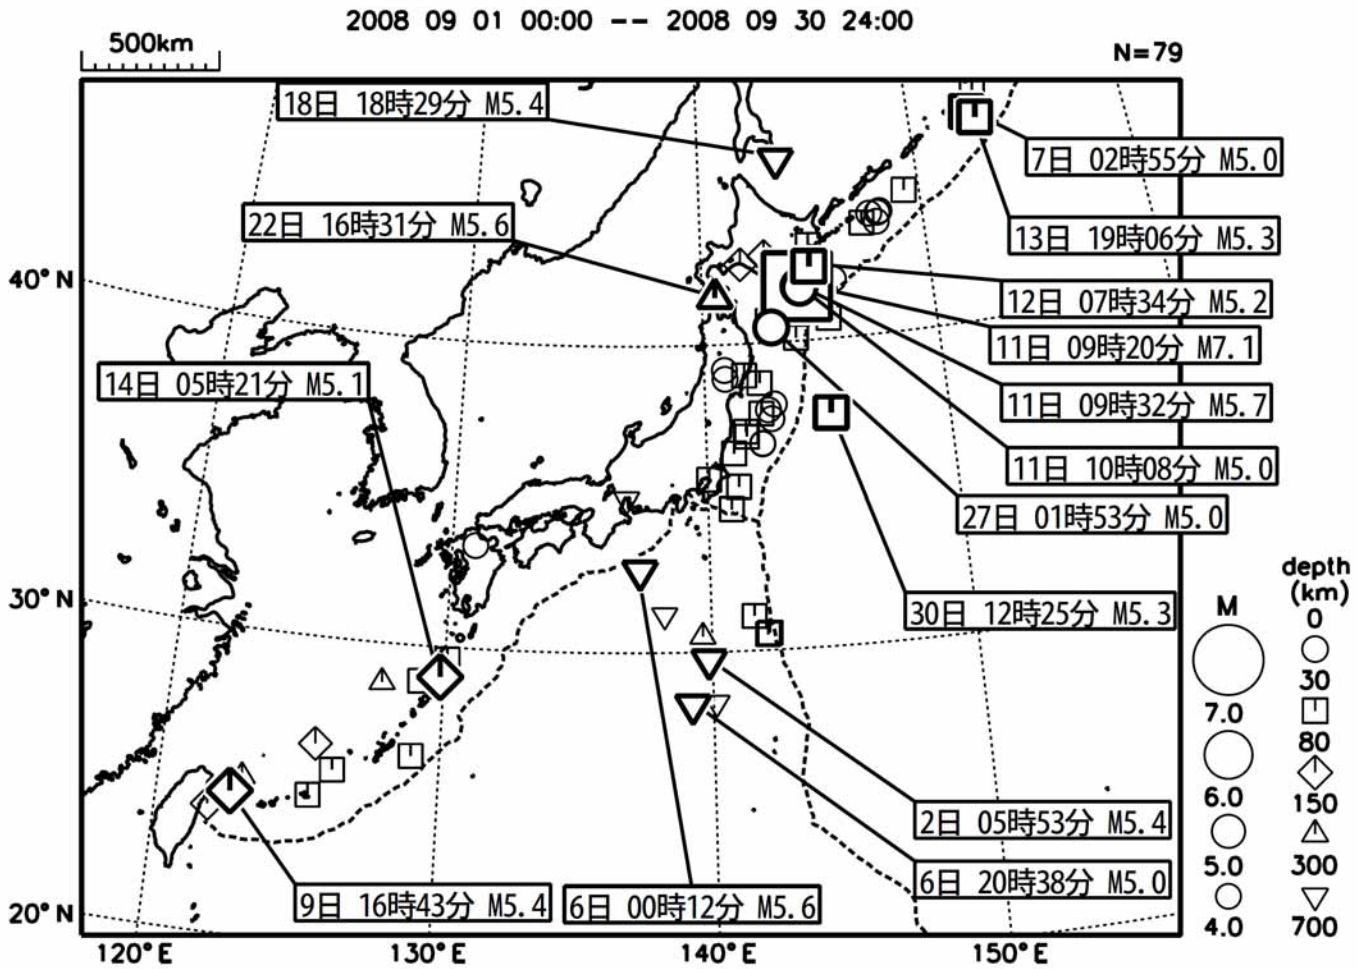 2008 09 01 00:00 -- 2008 09 30 24:00
500km
N=79
18日 18時29分 M5.4
7日 02時55分 M5.0
22日 16時31分 M5.6
13日 19時06分 M5.3
40°N
12日 07時34分 M5.2
11日 09時20分 M7.1
14日 05時21分 M5.1
11日 09時32分 M5.7
11日 10時08分 M5.0
27日 01時53分 M5.0
30°N
30日 12時25分 M5.3
M
7.0
6.0
5.0
4.0
depth
(km)
0
30
80
150
300
700
2日 05時53分 M5.4
6日 20時38分 M5.0
9日 16時43分 M5.4
6日 00時12分 M5.6
20°N
120°E
130°E
140°E
150°E